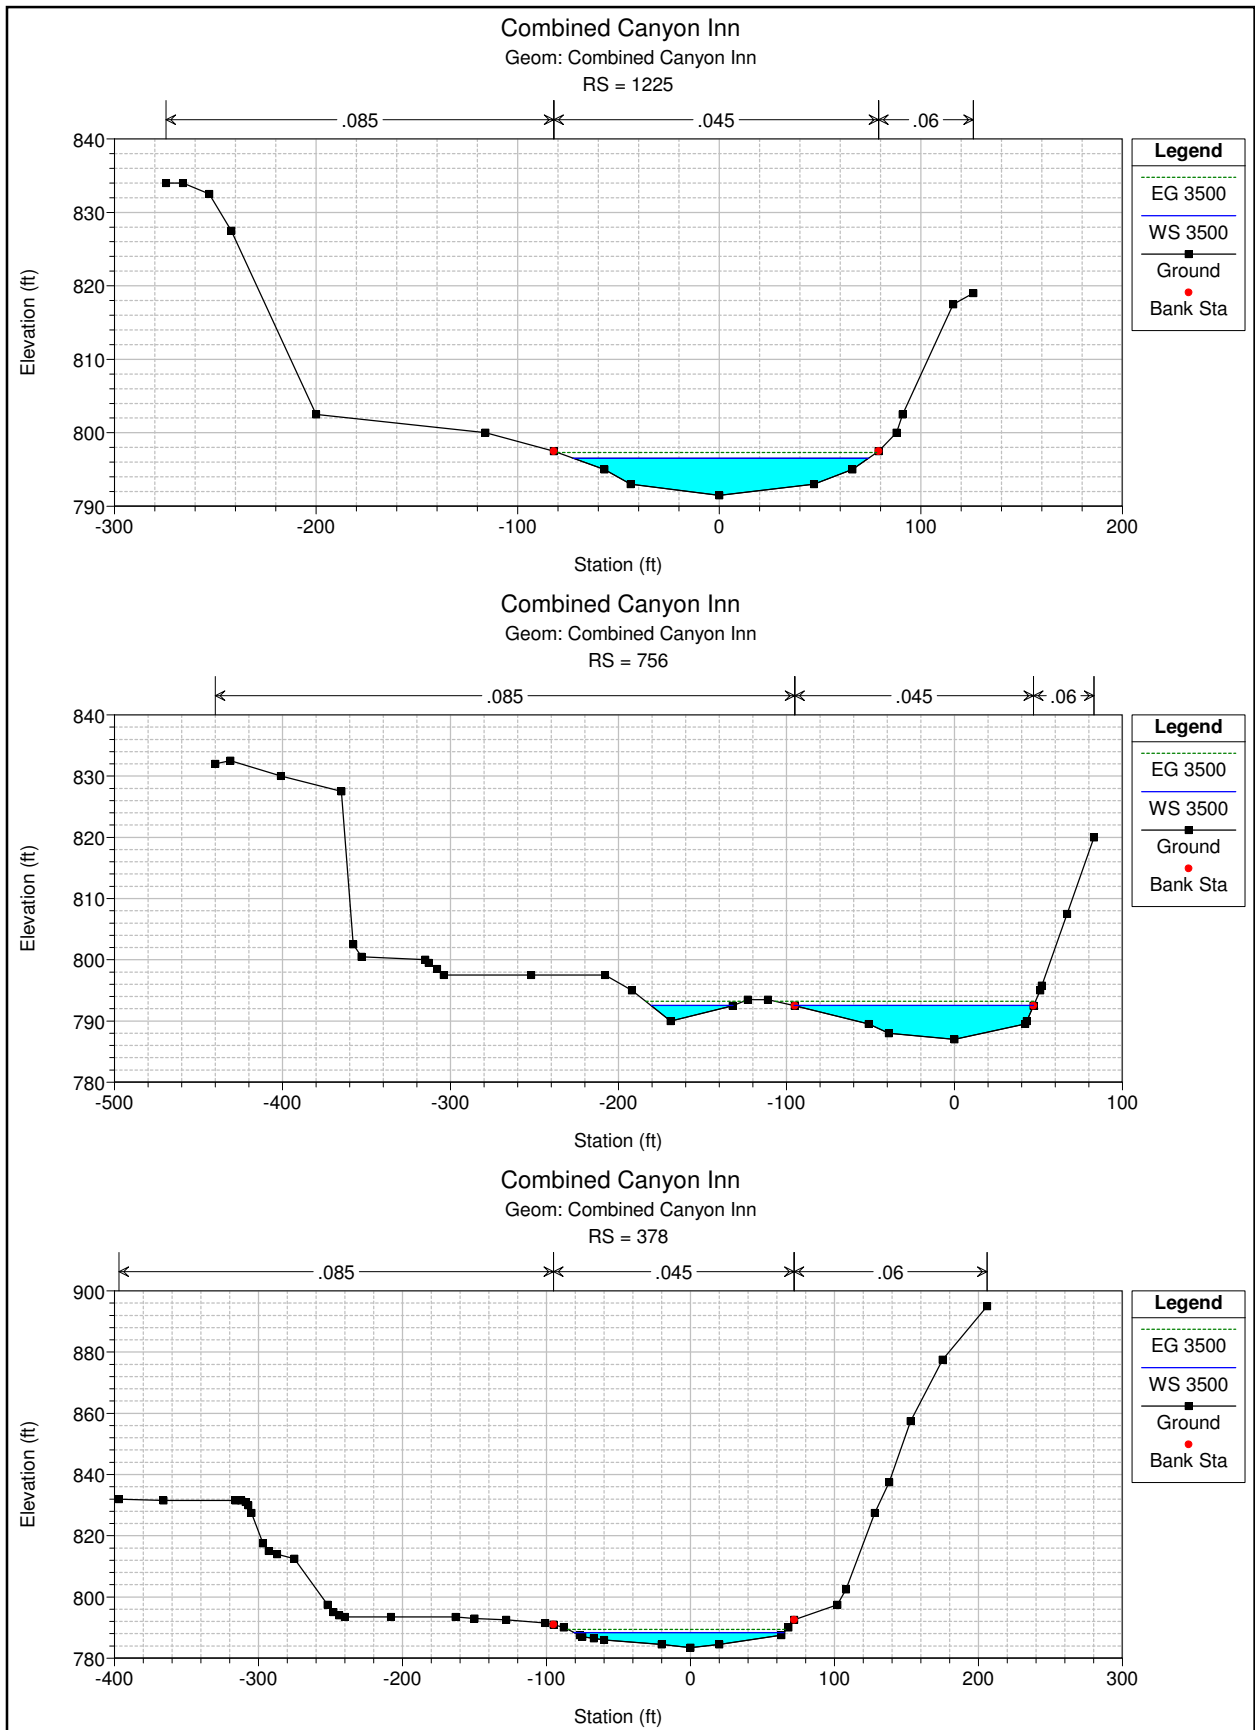 Combined Canyon Inn
Geom: Combined Canyon Inn
RS = 1225
.085 .045 .06
840
830
820
810
800
790
-300 -200 -100 0 100 200
Elevation (ft)
Station (ft)
Legend
EG 3500
WS 3500
Ground
Bank Sta
Combined Canyon Inn
Geom: Combined Canyon Inn
RS = 756
.085 .045 .06
840
830
820
810
800
790
780
-500 -400 -300 -200 -100 0 100
Elevation (ft)
Station (ft)
Legend
EG 3500
WS 3500
Ground
Bank Sta
Combined Canyon Inn
Geom: Combined Canyon Inn
RS = 378
.085 .045 .06
900
880
860
840
820
800
780
-400 -300 -200 -100 0 100 200 300
Elevation (ft)
Station (ft)
Legend
EG 3500
WS 3500
Ground
Bank Sta